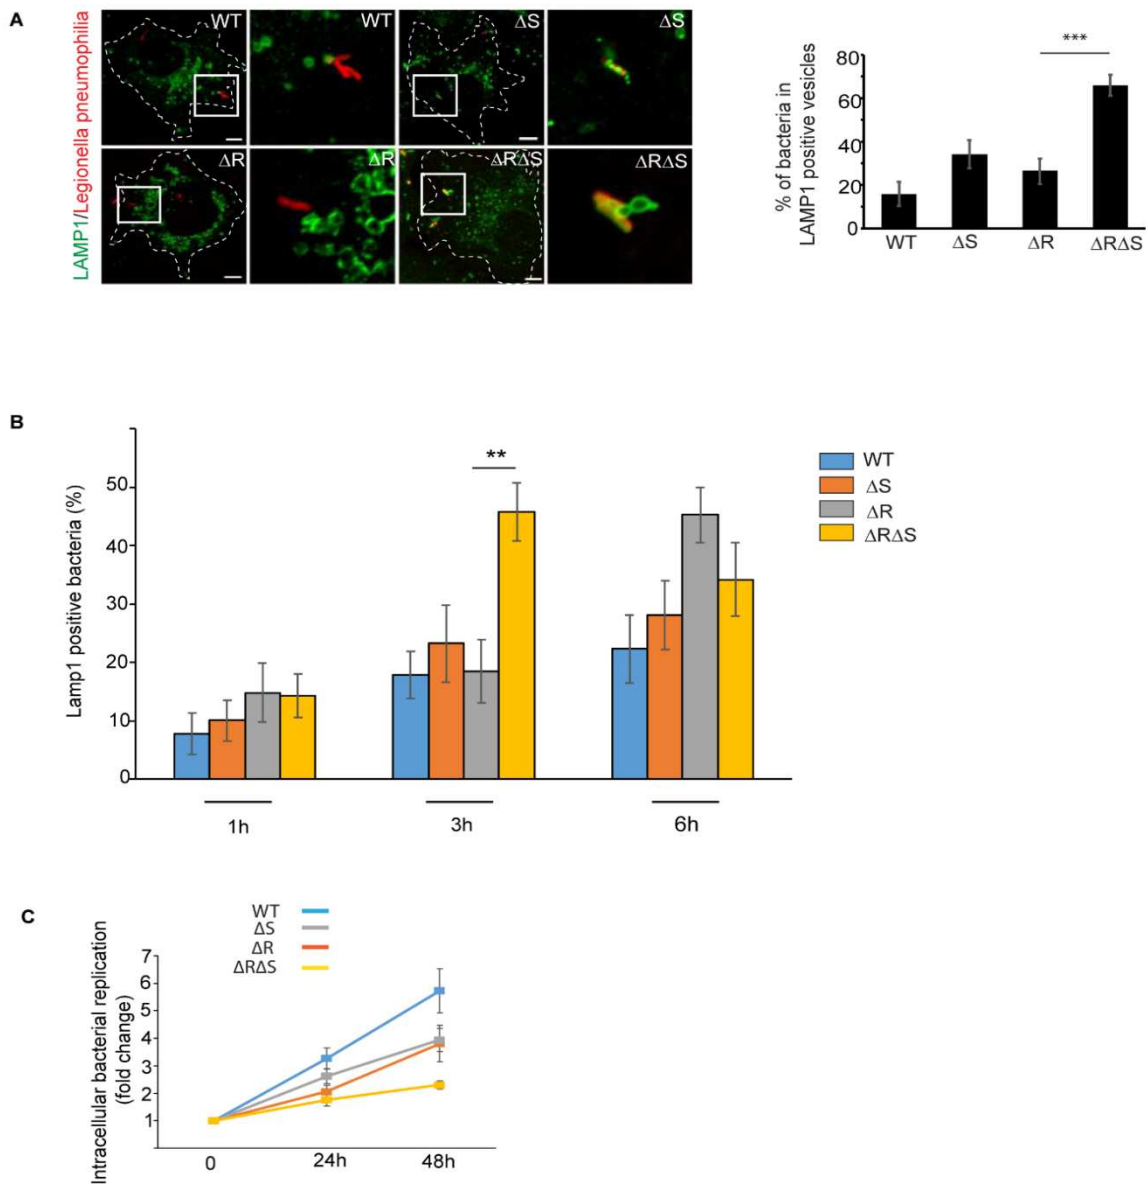 A
LAMP1/Legionella pneumophilia
WT
WT
ΔS
ΔS
ΔR
ΔR
ΔRΔS
ΔRΔS
***
% of bacteria in
LAMP1 positive vesicles
80
60
40
20
0
WT ΔS ΔR ΔRΔS
B
Lamp1 positive bacteria (%)
50
40
30
20
10
0
**
1h 3h 6h
WT
ΔS
ΔR
ΔRΔS
C
WT
ΔS
ΔR
ΔRΔS
Intracellular bacterial replication
(fold change)
7
6
5
4
3
2
1
0 24h 48h